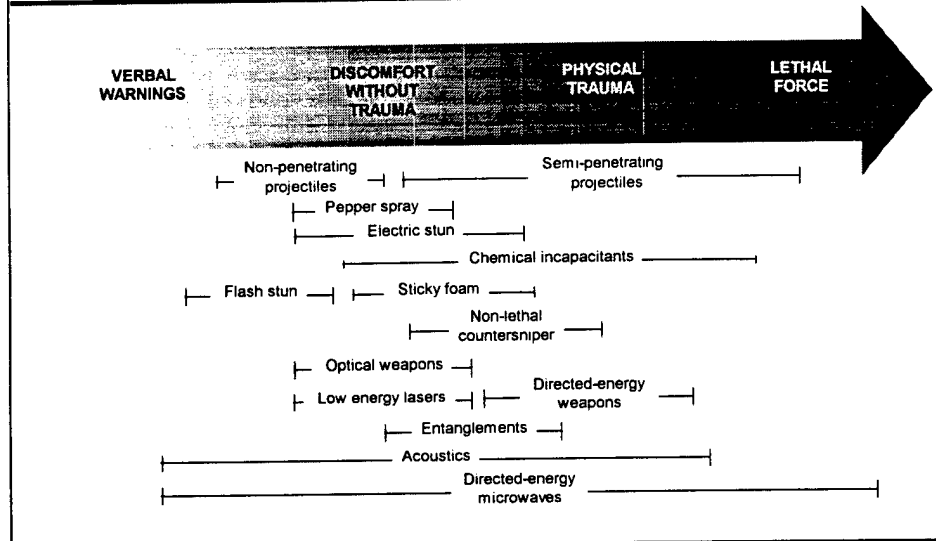 VERBAL
WARNINGS
DISCOMFORT
WITHOUT
TRAUMA
PHYSICAL
TRAUMA
LETHAL
FORCE
Non-penetrating
projectiles
Semi-penetrating
projectiles
Pepper spray
Electric stun
Chemical incapacitants
Flash stun
Sticky foam
Non-lethal
countersniper
Optical weapons
Low energy lasers
Directed-energy
weapons
Entanglements
Acoustics
Directed-energy
microwaves